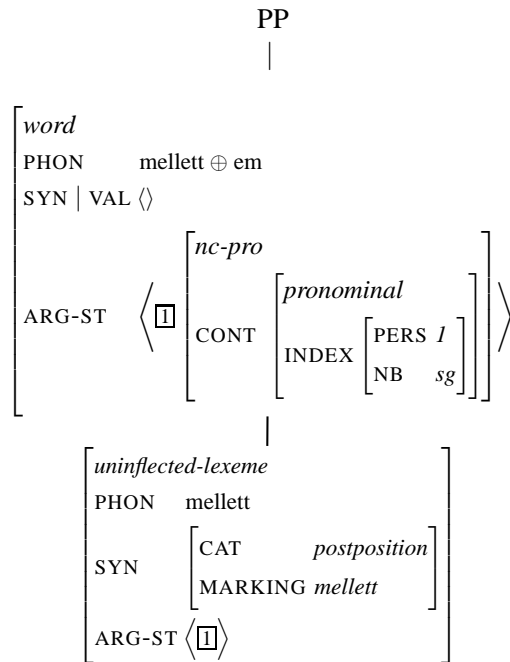 PP
word
PHON mellett ⊕ em
SYN | VAL ⟨⟩
ARG-ST ⟨ 1 nc-pro
CONT pronominal
INDEX PERS 1
NB sg ⟩
uninflected-lexeme
PHON mellett
SYN CAT postposition
MARKING mellett
ARG-ST ⟨ 1 ⟩